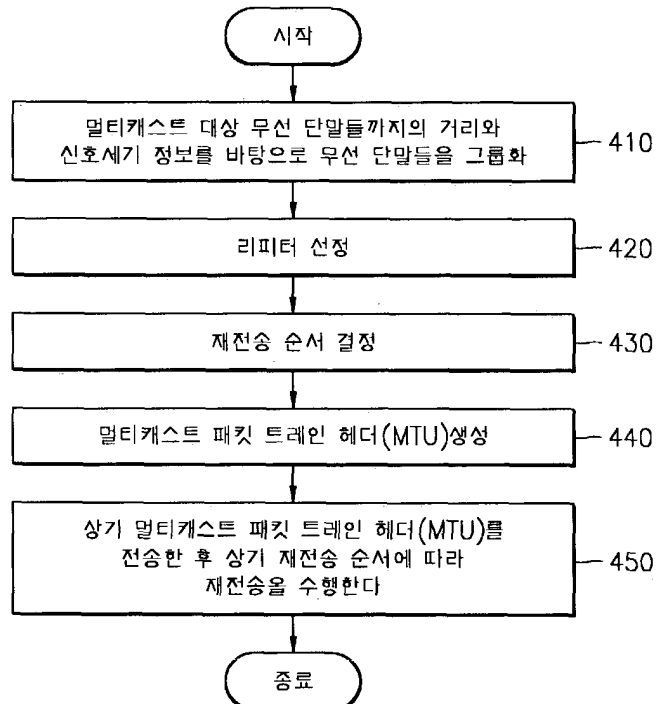 시작
멀티캐스트 대상 무선 단말들까지의 거리와
신호세기 정보를 바탕으로 무선 단말들을 그룹화
410
리피터 선정
420
재전송 순서 결정
430
멀티캐스트 패킷 트레인 헤더(MTU)생성
440
상기 멀티캐스트 패킷 트레인 헤더(MTU)를
전송한 후 상기 재전송 순서에 따라
재전송을 수행한다
450
종료